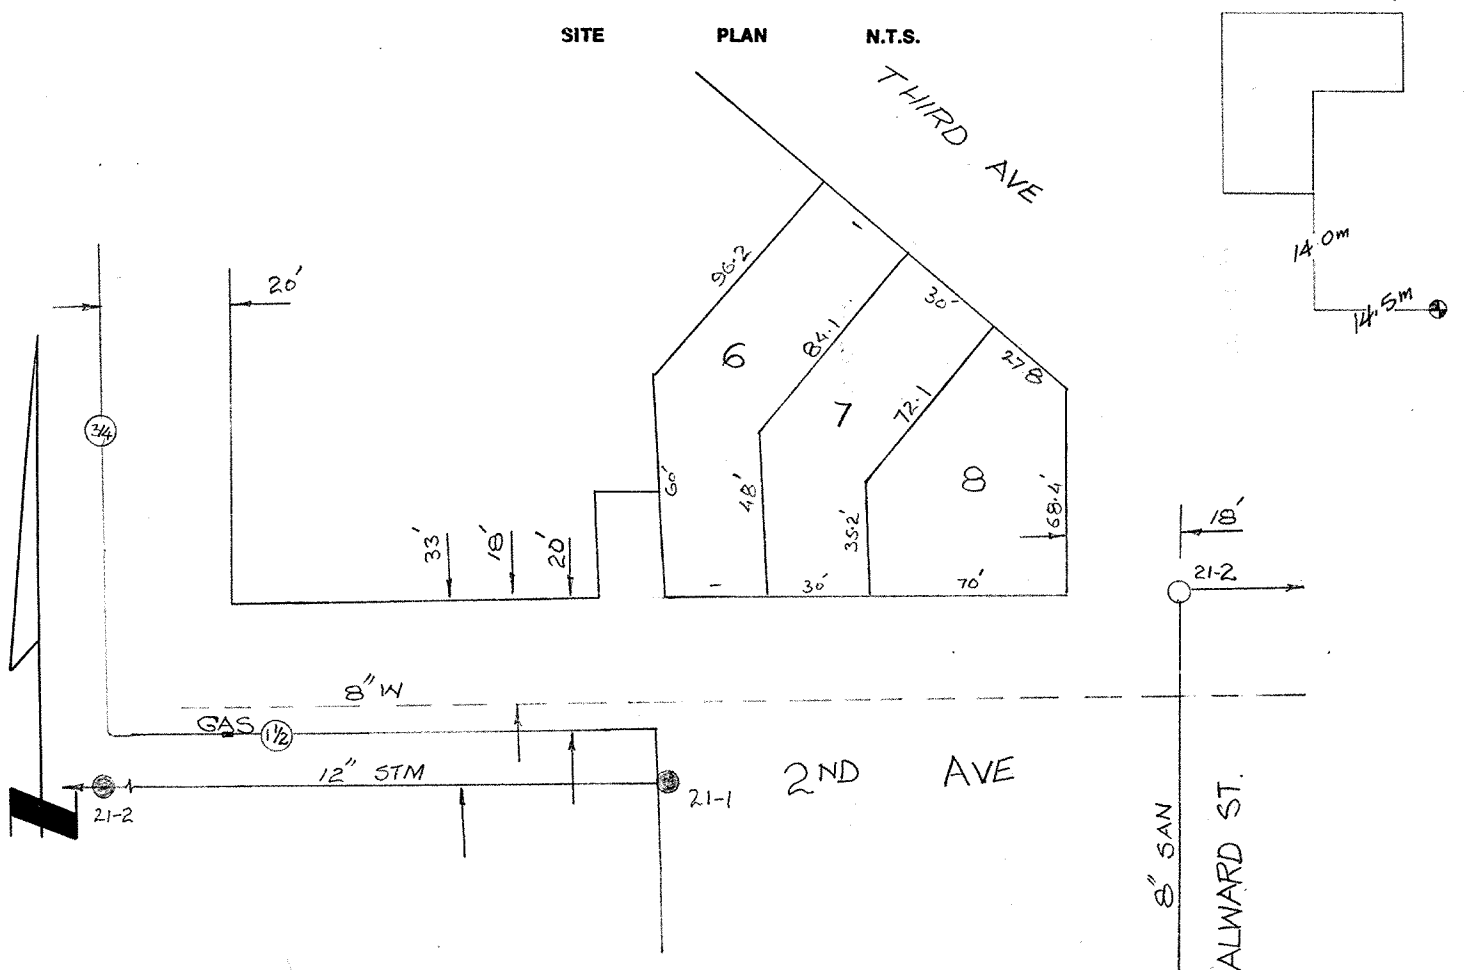 SITE PLAN N.T.S.
THIRD AVE
14.0m
14.5m
20'
96.2
30'
84.1
6
27.8
3/4
72.1
7
60'
48'
8
68.4'
35.2'
33'
18'
20'
18'
21-2
30'
70'
8" W
GAS
1 1/2
12" STM
2ND AVE
21-1
21-2
8" SAN
ALWARD ST.